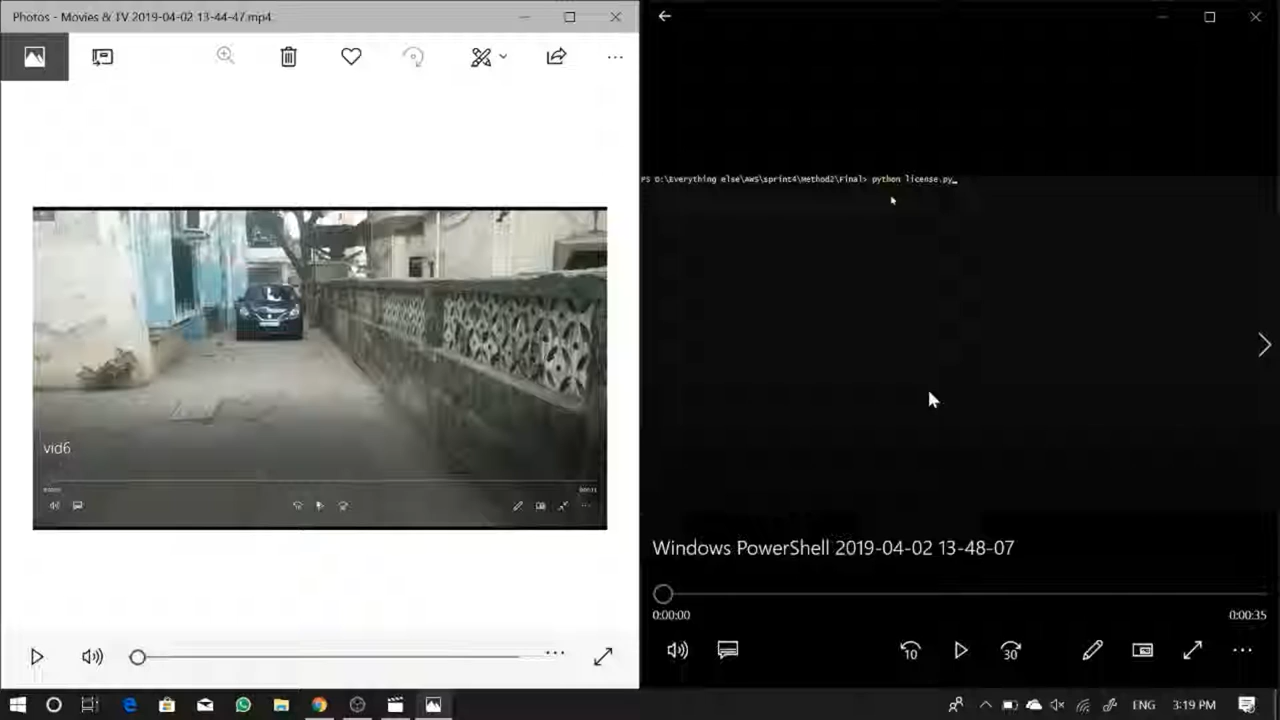 Photos - Movies & TV 2019-04-02 13-44-47.mp4
PS D:\Everything else\AWS\sprint4\Method2\Final> python license.py_
vid6
Windows PowerShell 2019-04-02 13-48-07
0:00:00
0:00:35
10
30
ENG
3:19 PM